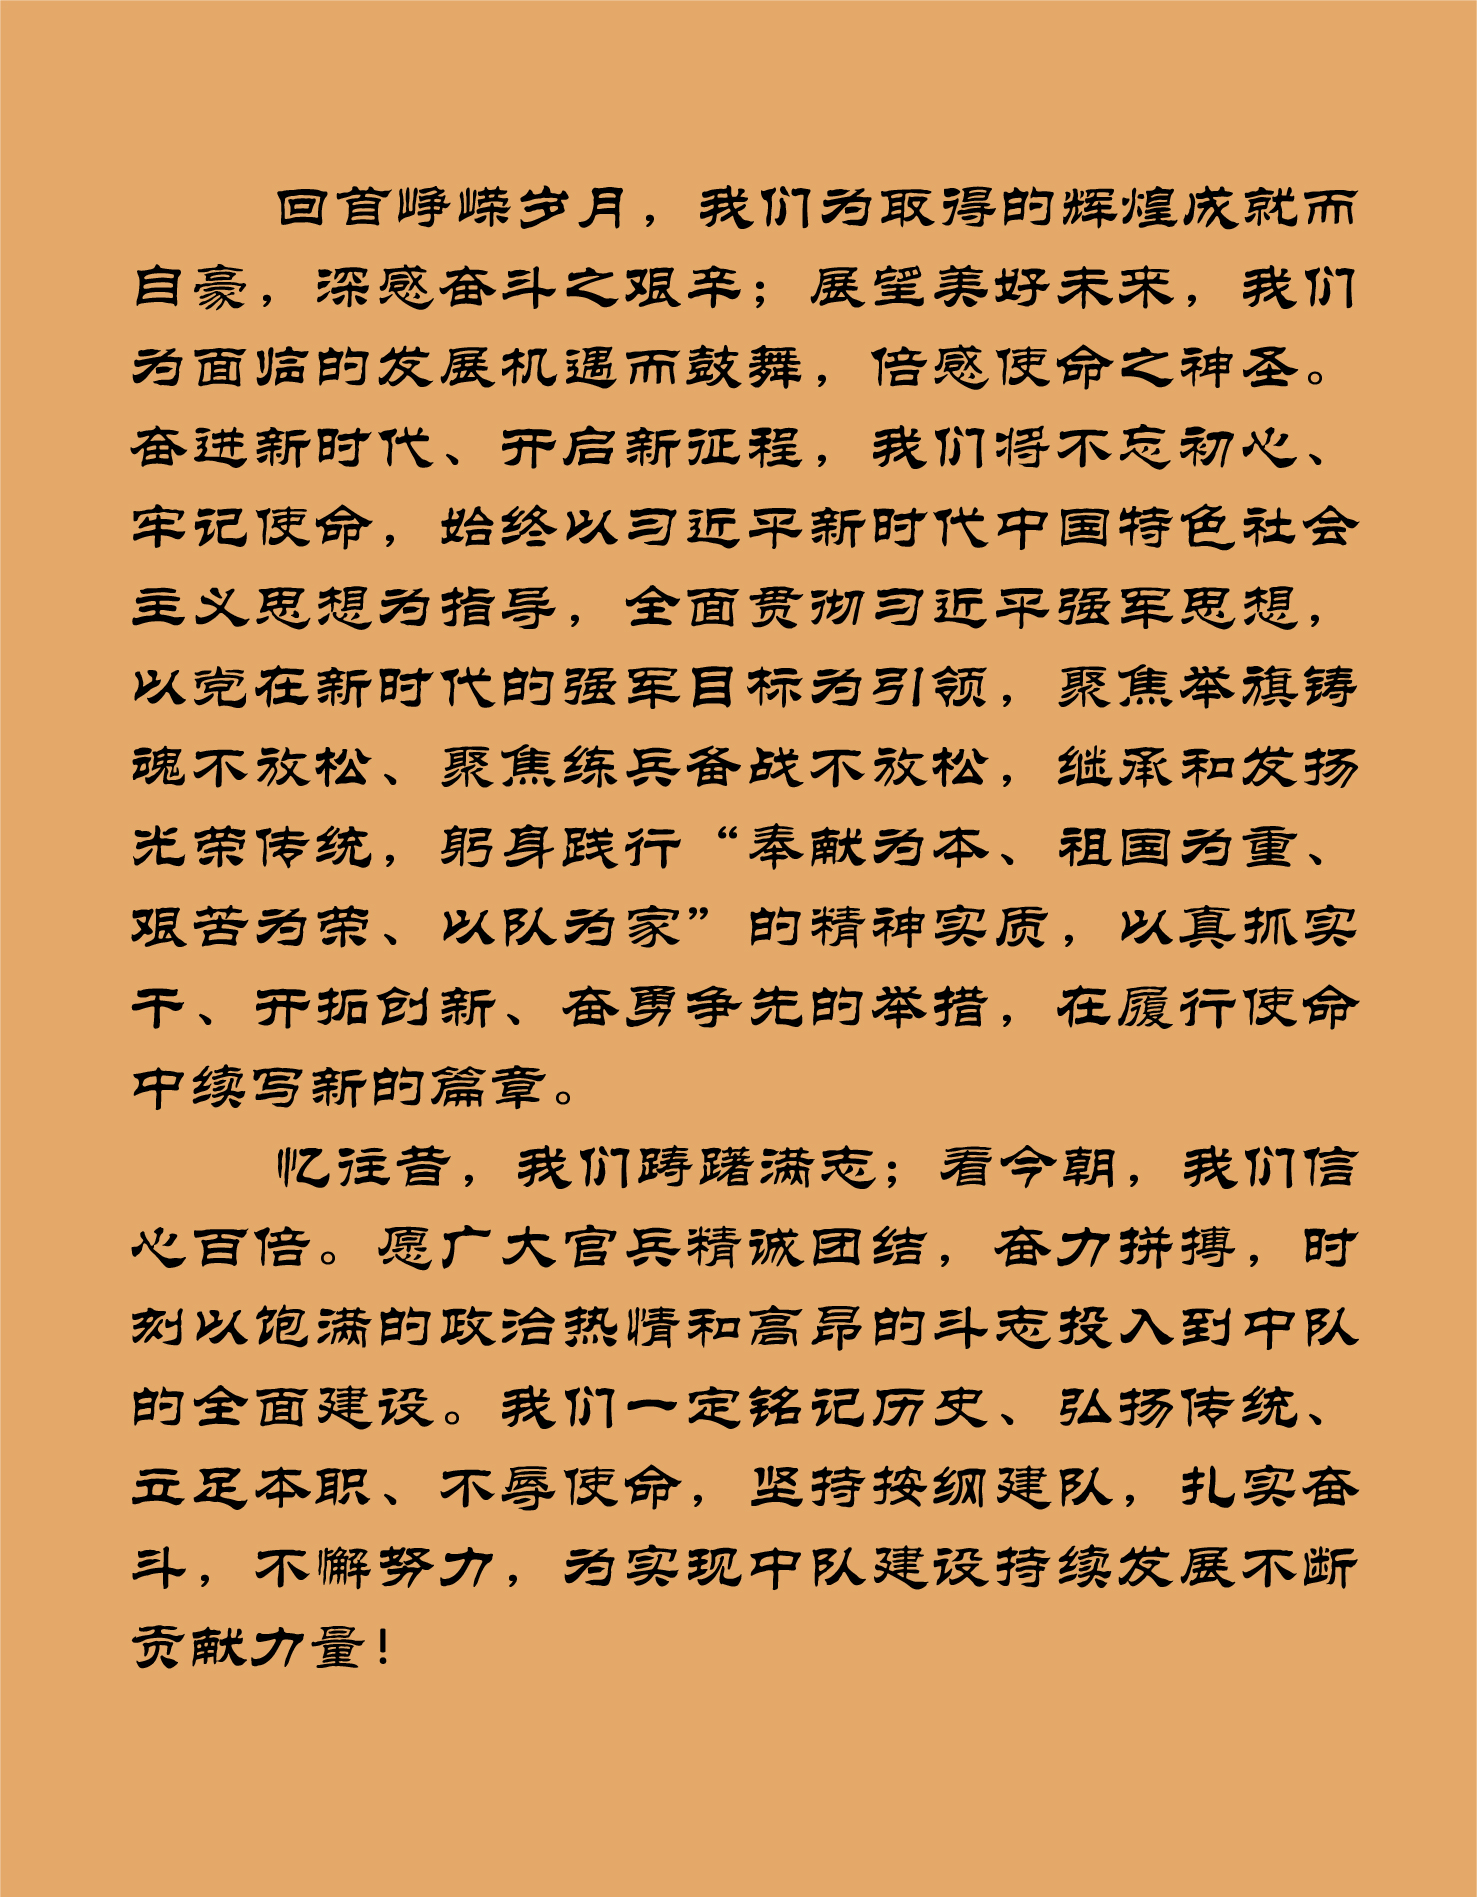 回首峥嵘岁月，我们为取得的辉煌成就而
自豪，深感奋斗之艰辛；展望美好未来，我们
为面临的发展机遇而鼓舞，倍感使命之神圣。
奋进新时代、开启新征程，我们将不忘初心、
牢记使命，始终以习近平新时代中国特色社会
主义思想为指导，全面贯彻习近平强军思想，
以党在新时代的强军目标为引领，聚焦举旗铸
魂不放松、聚焦练兵备战不放松，继承和发扬
光荣传统，躬身践行“奉献为本、祖国为重、
艰苦为荣、以队为家”的精神实质，以真抓实
干、开拓创新、奋勇争先的举措，在履行使命
中续写新的篇章。
忆往昔，我们踌躇满志；看今朝，我们信
心百倍。愿广大官兵精诚团结，奋力拼搏，时
刻以饱满的政治热情和高昂的斗志投入到中队
的全面建设。我们一定铭记历史、弘扬传统、
立足本职、不辱使命，坚持按纲建队，扎实奋
斗，不懈努力，为实现中队建设持续发展不断
贡献力量！